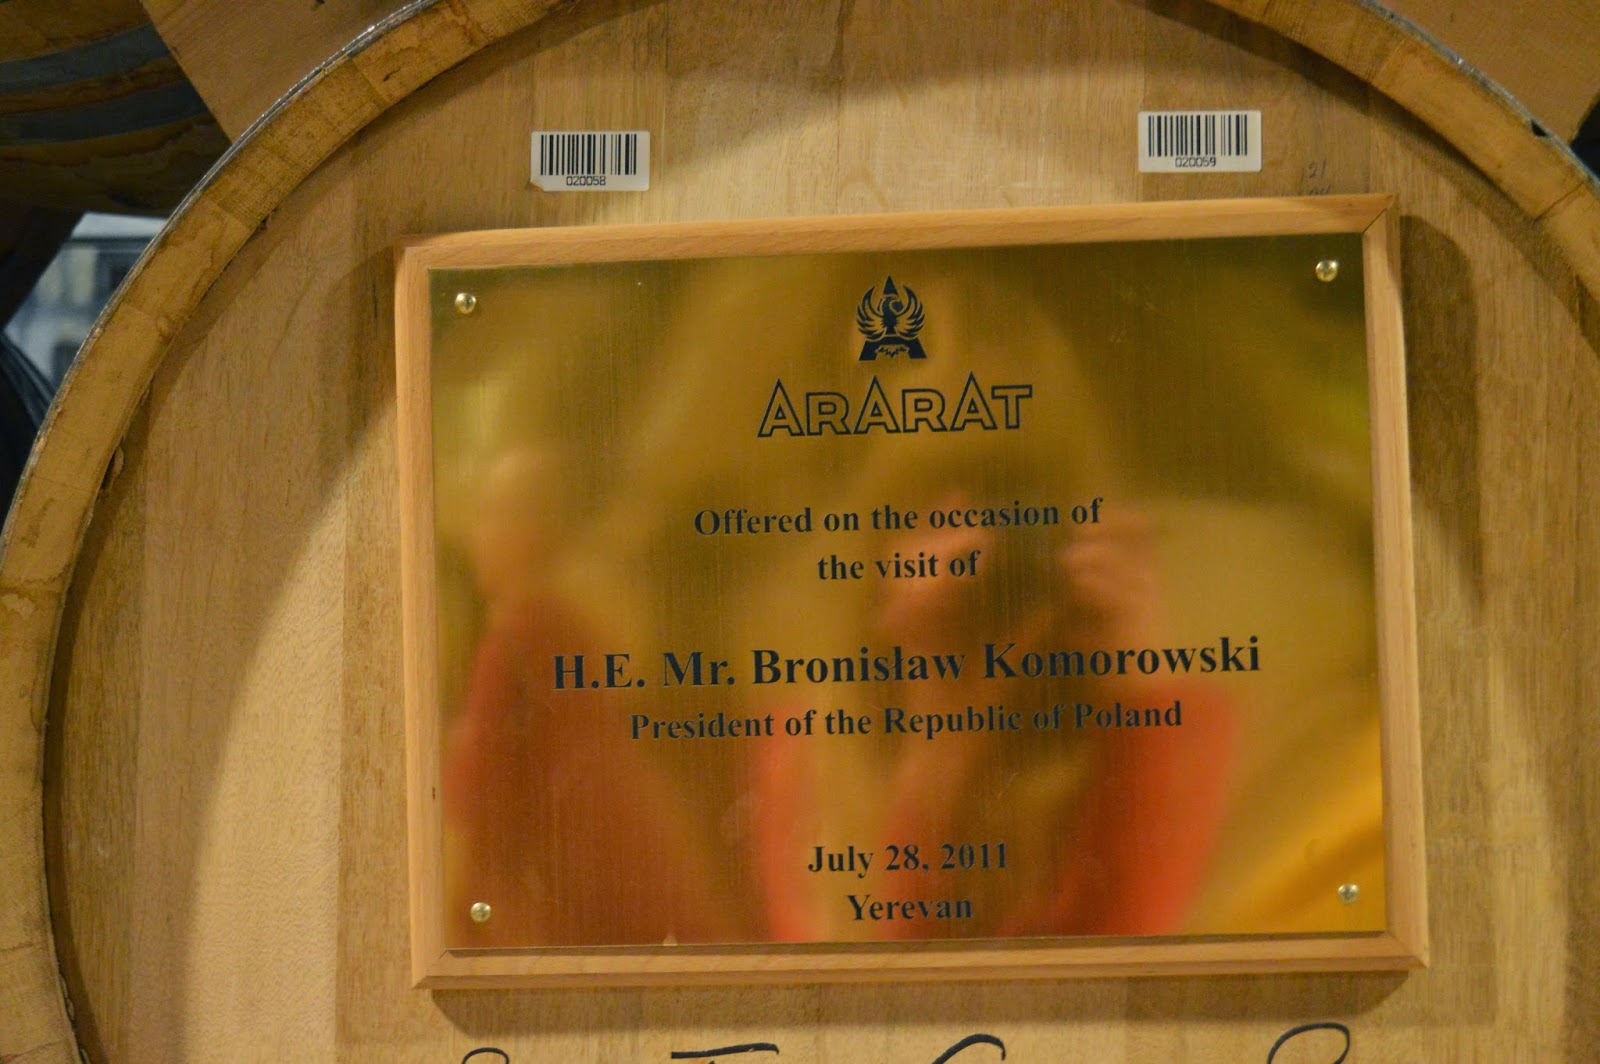 020058
020059
ARARAT
Offered on the occasion of
the visit of
H.E. Mr. Bronisław Komorowski
President of the Republic of Poland
July 28, 2011
Yerevan